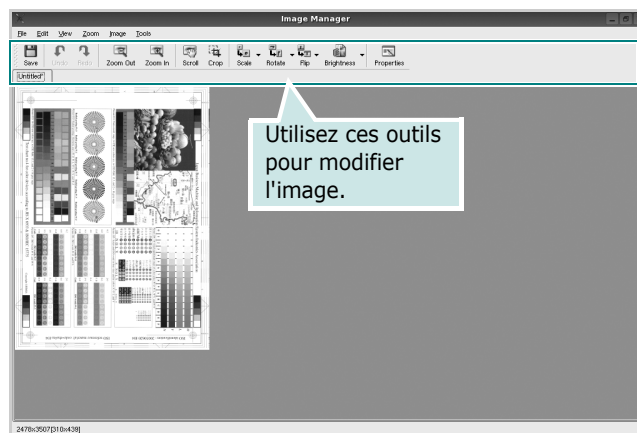 Image Manager
File Edit View Zoom Image Tools
Save Undo Redo Zoom Out Zoom In Scroll Crop Scale Rotate Flip Brightness Properties
Untitled*
Utilisez ces outils
pour modifier
l'image.
2478x3507[310x439]